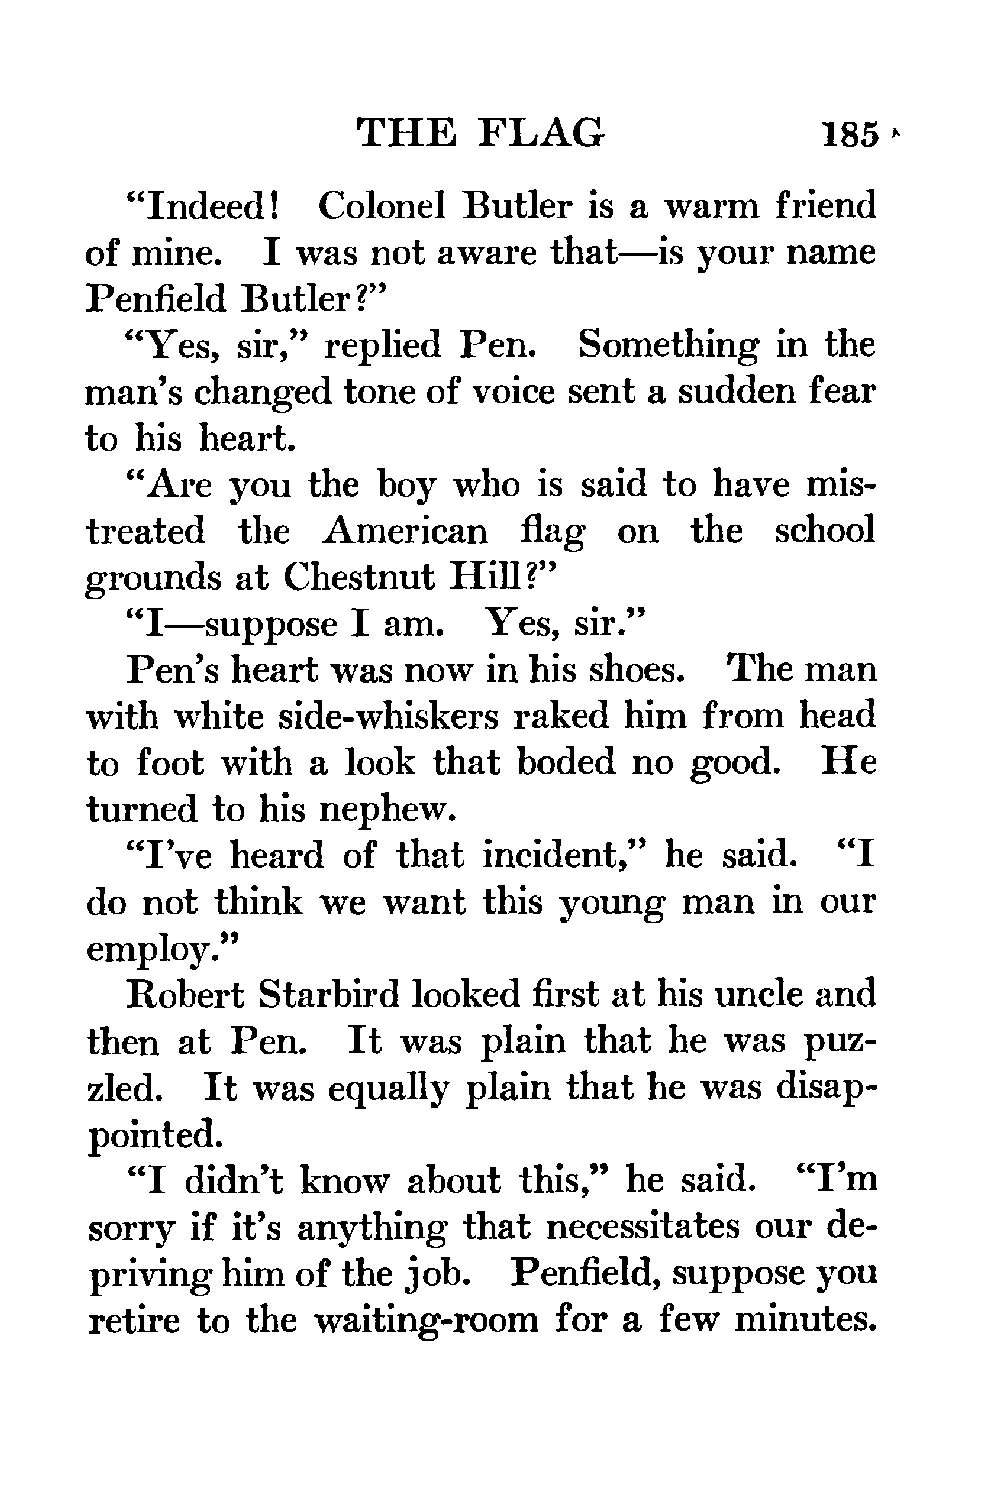 THE FLAG 185
“Indeed! Colonel Butler is a warm friend
of mine. I was not aware that—is your name
Penfield Butler?”
“Yes, sir,” replied Pen. Something in the
man’s changed tone of voice sent a sudden fear
to his heart.
“Are you the boy who is said to have mis-
treated the American flag on the school
grounds at Chestnut Hill?”
“I—suppose I am. Yes, sir.”
Pen’s heart was now in his shoes. The man
with white side-whiskers raked him from head
to foot with a look that boded no good. He
turned to his nephew.
“I’ve heard of that incident,” he said. “I
do not think we want this young man in our
employ.”
Robert Starbird looked first at his uncle and
then at Pen. It was plain that he was puz-
zled. It was equally plain that he was disap-
pointed.
“I didn’t know about this,” he said. “I’m
sorry if it’s anything that necessitates our de-
priving him of the job. Penfield, suppose you
retire to the waiting-room for a few minutes.